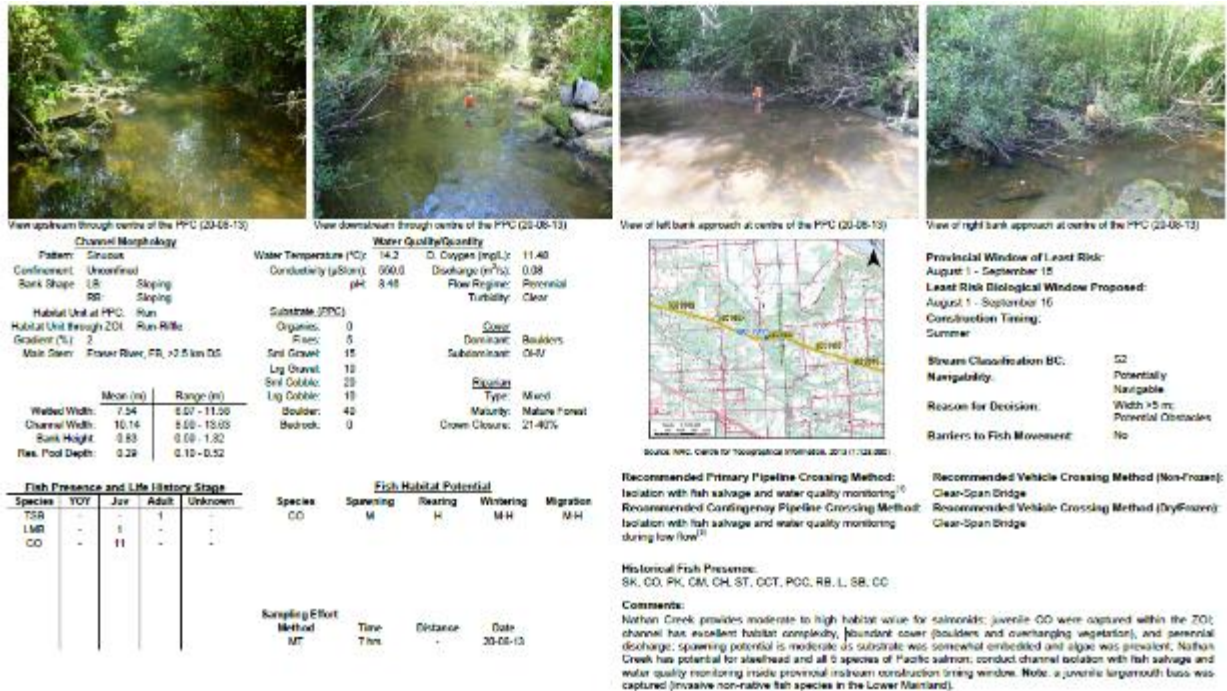 View upstream through centre of the PPC (20-08-13)
View downstream through centre of the PPC (20-08-13)
View of left bank approach at centre of the PPC (20-08-13)
View of right bank approach at centre of the PPC (20-08-13)
Channel Morphology
Pattern: Sinuous
Confinement: Unconfined
Bank Shape LB: Sloping
RB: Sloping
Habitat Unit at PPC: Run
Habitat Unit through ZOI: Run-Riffle
Gradient (%): 2
Main Stem: Fraser River, FB, >2.5 km DS
Mean (m) Range (m)
Wetted Width: 7.54 6.07 - 11.56
Channel Width: 10.14
Bank Height: 0.83
Res. Pool Depth: 0.29 0.10 - 0.52
Water Quality/Quantity
Water Temperature (°C): 14.2 D. Oxygen (mg/L): 11.48
Conductivity (µS/cm): Discharge (m³/s): 0.08
pH: 8.46 Flow Regime: Perennial
Turbidity: Clear
Substrate (PPC)
Organics: 0
Fines: 5
Sml Gravel: 15
Lrg Gravel: 10
Sml Cobble: 20
Lrg Cobble: 10
Boulder: 40
Bedrock: 0
Cover
Dominant: Boulders
Subdominant: OHV
Riparian
Type: Mixed
Maturity: Mature Forest
Crown Closure: 21-40%
Provincial Window of Least Risk:
August 1 - September 15
Least Risk Biological Window Proposed:
August 1 - September 15
Construction Timing:
Summer
Stream Classification BC: S2
Navigability: Potentially
Navigable
Reason for Decision: Width >5 m;
Potential Obstacles
Barriers to Fish Movement: No
Fish Presence and Life History Stage
Species YOY Juv Adult Unknown
TSB - - 1 -
LMB - 1 - -
CO - 11 - -
Fish Habitat Potential
Species Spawning Rearing Wintering Migration
CO M H M-H M-H
Sampling Effort
Method Time Distance Date
MT 7 hrs - 20-08-13
Recommended Primary Pipeline Crossing Method:
Isolation with fish salvage and water quality monitoring
Recommended Contingency Pipeline Crossing Method:
Isolation with fish salvage and water quality monitoring
during low flow
Recommended Vehicle Crossing Method (Non-Frozen):
Clear-Span Bridge
Recommended Vehicle Crossing Method (Dry/Frozen):
Clear-Span Bridge
Historical Fish Presence:
SK, CO, PK, CM, CH, ST, CCT, PCC, RB, L, SB, CC
Comments:
Nathan Creek provides moderate to high habitat value for salmonids; juvenile CO were captured within the ZOI;
channel has excellent habitat complexity, abundant cover (boulders and overhanging vegetation), and perennial
discharge; spawning potential is moderate as substrate was somewhat embedded and algae was prevalent; Nathan
Creek has potential for steelhead and all 5 species of Pacific salmon; conduct channel isolation with fish salvage and
water quality monitoring inside provincial instream construction timing window. Note: a juvenile largemouth bass was
captured (invasive non-native fish species in the Lower Mainland).